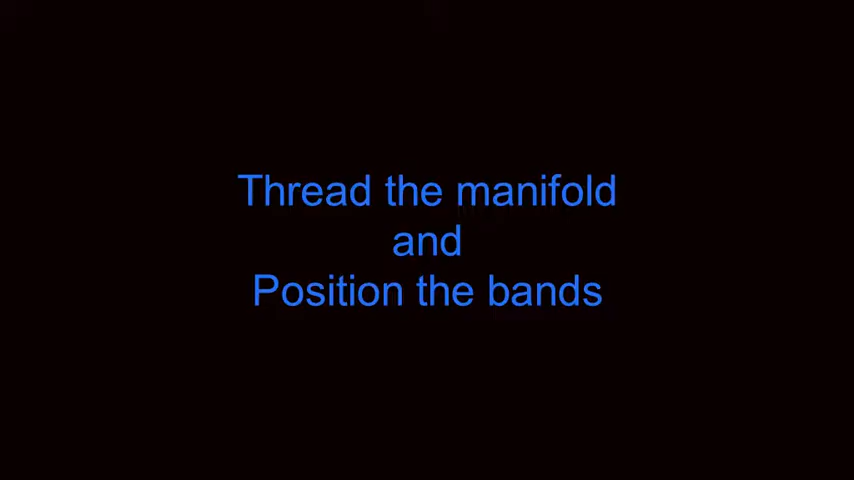 Thread the manifold
and
Position the bands